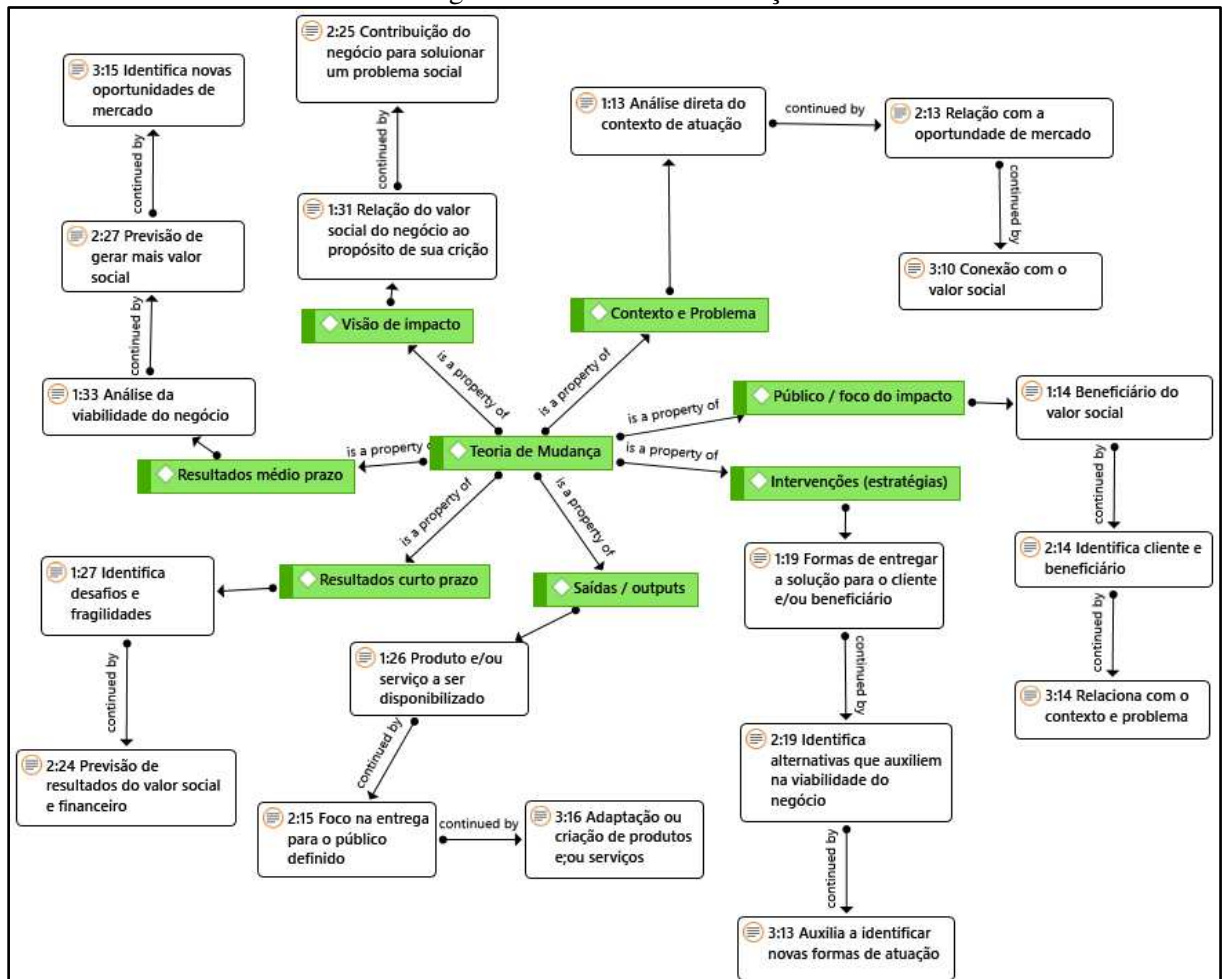 2:25 Contribuição do
negócio para soluionar
um problema social
3:15 Identifica novas
oportunidades de
mercado
continued by
continued by
1:13 Análise direta do
contexto de atuação
continued by
2:13 Relação com a
oportundade de mercado
continued by
3:10 Conexão com o
valor social
1:31 Relação do valor
social do negócio ao
propósito de sua crição
2:27 Previsão de
gerar mais valor
social
continued by
Visão de impacto
Contexto e Problema
is a property of
is a property of
1:33 Análise da
viabilidade do negócio
Público / foco do impacto
1:14 Beneficiário do
valor social
is a property of
Teoria de Mudança
is a property of
is a property
Resultados médio prazo
Intervenções (estratégias)
continued by
is a property of
is a property of
1:27 Identifica
desafios e
fragilidades
Resultados curto prazo
Saídas / outputs
1:19 Formas de entregar
a solução para o cliente
e/ou beneficiário
2:14 Identifica cliente e
beneficiário
continued by
1:26 Produto e/ou
serviço a ser
disponibilizado
continued by
continued by
3:14 Relaciona com o
contexto e problema
2:24 Previsão de
resultados do valor social
e financeiro
continued by
2:19 Identifica
alternativas que auxiliem
na viabilidade do
negócio
2:15 Foco na entrega
para o público
definido
continued by
3:16 Adaptação ou
criação de produtos
e;ou serviços
continued by
3:13 Auxilia a identificar
novas formas de atuação